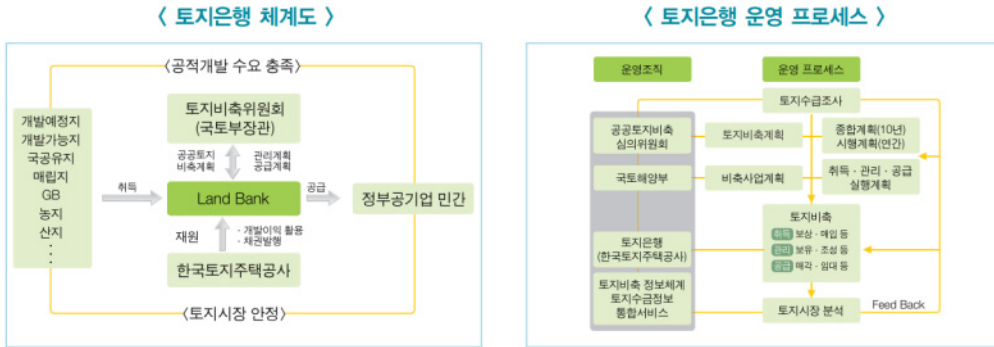 < 토지은행 체계도 >
<공적개발 수요 충족>
개발예정지
개발가능지
국공유지
매립지
GB
농지
산지
토지비축위원회
(국토부장관)
공공토지
비축계획
관리계획
공급계획
취득
Land Bank
공급
정부공기업 민간
재원
· 개발이익 활용
· 채권발행
한국토지주택공사
<토지시장 안정>
< 토지은행 운영 프로세스 >
운영조직
운영 프로세스
토지수급조사
공공토지비축
심의위원회
토지비축계획
종합계획(10년)
시행계획(연간)
국토해양부
비축사업계획
취득 · 관리 · 공급
실행계획
토지은행
(한국토지주택공사)
토지비축
취득 보상 · 매입 등
관리 보유 · 조성 등
공급 매각 · 임대 등
토지비축 정보체계
토지수금정보
통합서비스
토지시장 분석
Feed Back